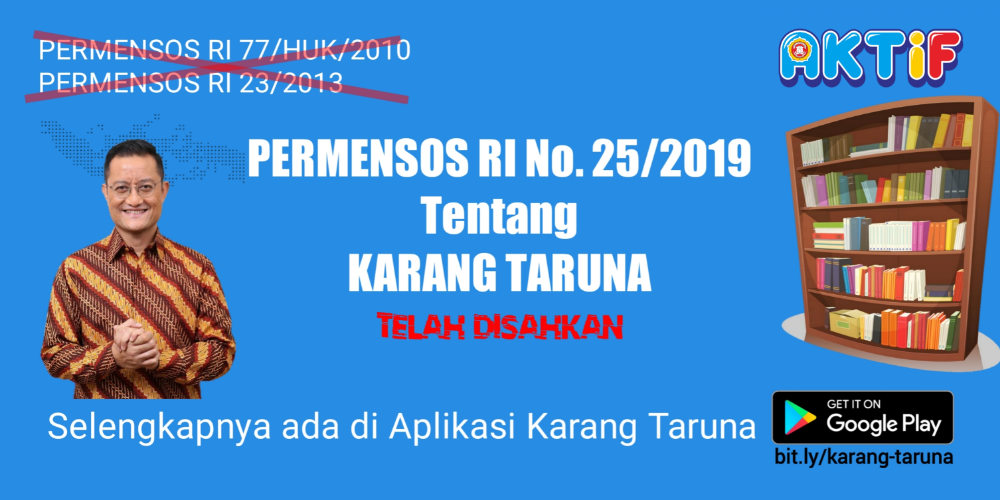 PERMENSOS RI 77/HUK/2010
PERMENSOS RI 23/2013
AKTiF
PERMENSOS RI No. 25/2019
Tentang
KARANG TARUNA
TELAH DISAHKAN
Selengkapnya ada di Aplikasi Karang Taruna
GET IT ON
Google Play
bit.ly/karang-taruna